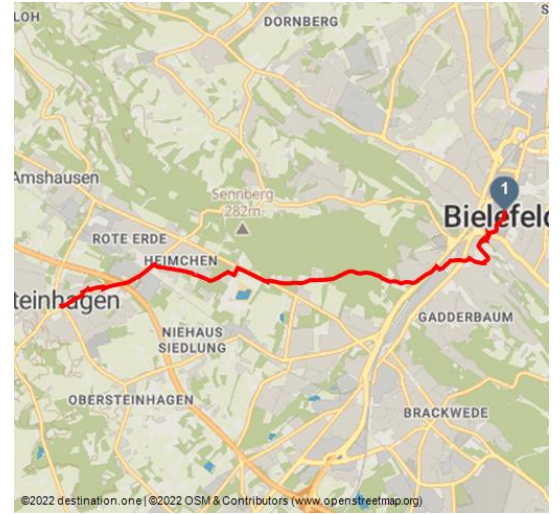 LOH
DORNBERG
S
Amshausen
Sennberg
282m
1
Bielefeld
ROTE ERDE
HEIMCHEN
teinhagen
GADDERBAUM
NIEHAUS
SIEDLUNG
OBERSTEINHAGEN
BRACKWEDE
©2022 destination.one | ©2022 OSM & Contributors (www.openstreetmap.org)